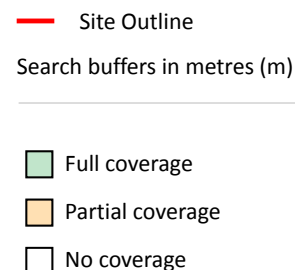 Site Outline
Search buffers in metres (m)
Full coverage
Partial coverage
No coverage